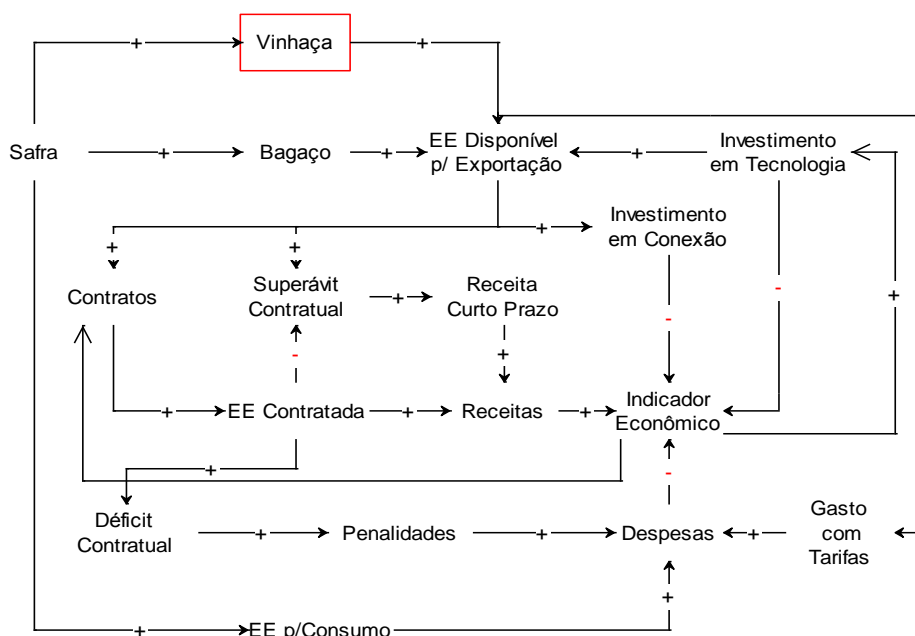 +
Vinhaça
+
Safra
+
Bagaço
+
EE Disponível
p/ Exportação
+
Investimento
em Tecnologia
+
+
+
Investimento
em Conexão
Contratos
Superávit
Contratual
+
Receita
Curto Prazo
-
-
+
-
+
+
EE Contratada
+
Receitas
+
Indicador
Econômico
+
-
Déficit
Contratual
+
Penalidades
+
Despesas
+
Gasto
com
Tarifas
+
+
EE p/Consumo